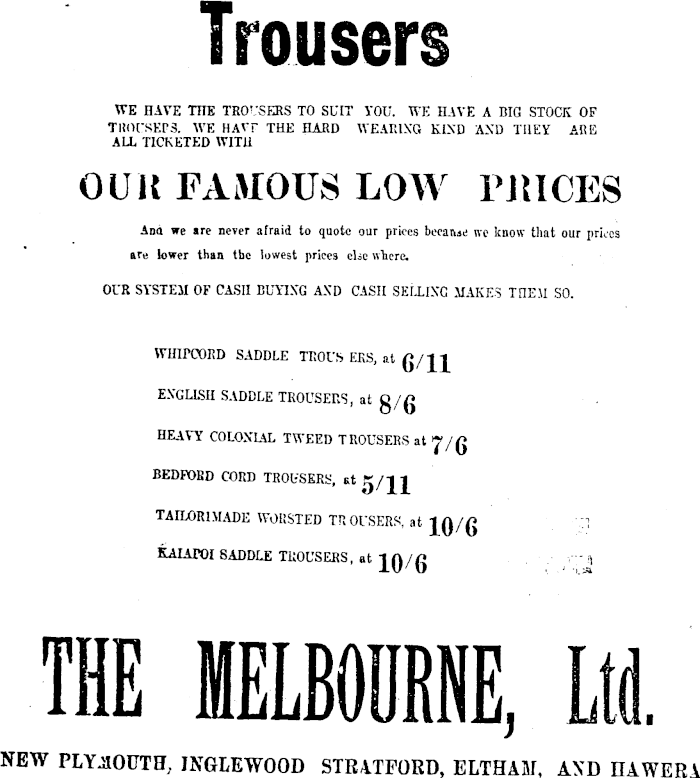 Trousers
WE HAVE THE TROUSERS TO SUIT YOU. WE HAVE A BIG STOCK OF
TROUSERS. WE HAVE THE HARD WEARING KIND AND THEY ARE
ALL TICKETED WITH
OUR FAMOUS LOW PRICES
And we are never afraid to quote our prices because we know that our prices
are lower than the lowest prices elsewhere.
OUR SYSTEM OF CASH BUYING AND CASH SELLING MAKES THEM SO.
WHIPCORD SADDLE TROUSERS, at 6/11
ENGLISH SADDLE TROUSERS, at 8/6
HEAVY COLONIAL TWEED TROUSERS at 7/6
BEDFORD CORD TROUSERS, at 5/11
TAILORIMADE WORSTED TROUSERS, at 10/6
KAIAPOI SADDLE TROUSERS, at 10/6
THE MELBOURNE, Ltd.
NEW PLYMOUTH, INGLEWOOD STRATFORD, ELTHAM, AND HAWERA